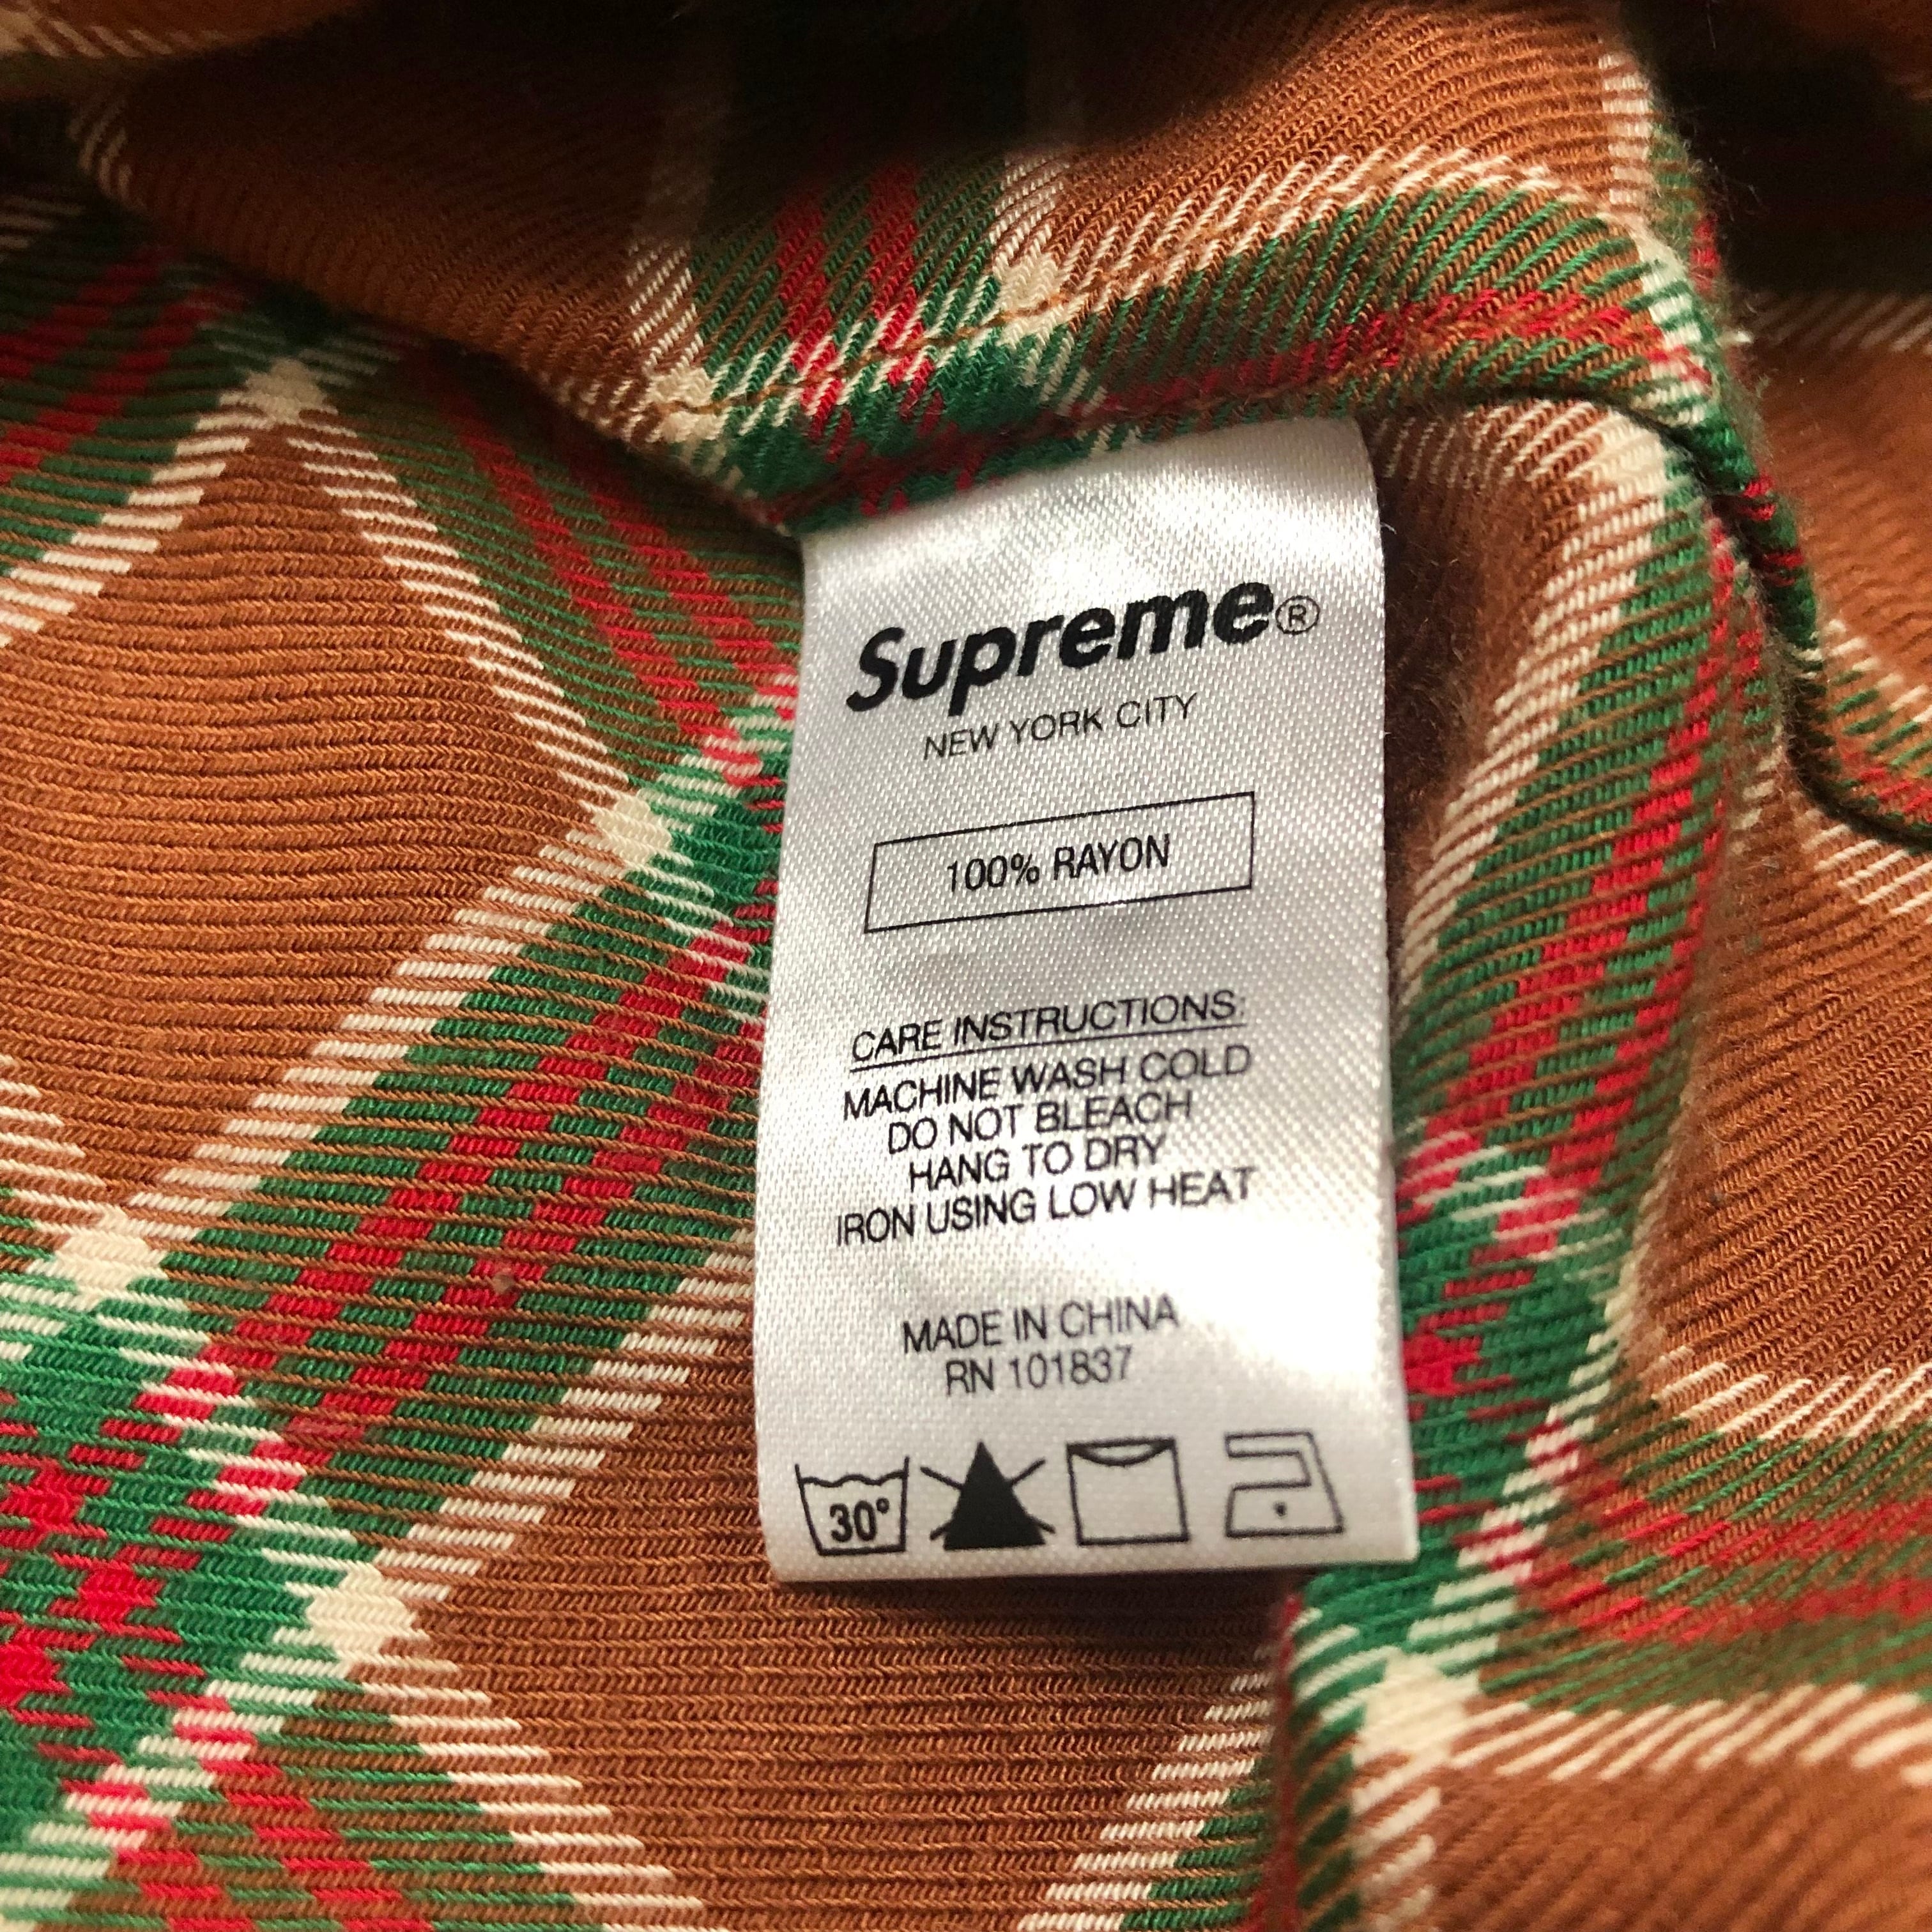 Supreme®
NEW YORK CITY
100% RAYON
CARE INSTRUCTIONS:
MACHINE WASH COLD
DO NOT BLEACH
HANG TO DRY
IRON USING LOW HEAT
MADE IN CHINA
RN 101837
30°